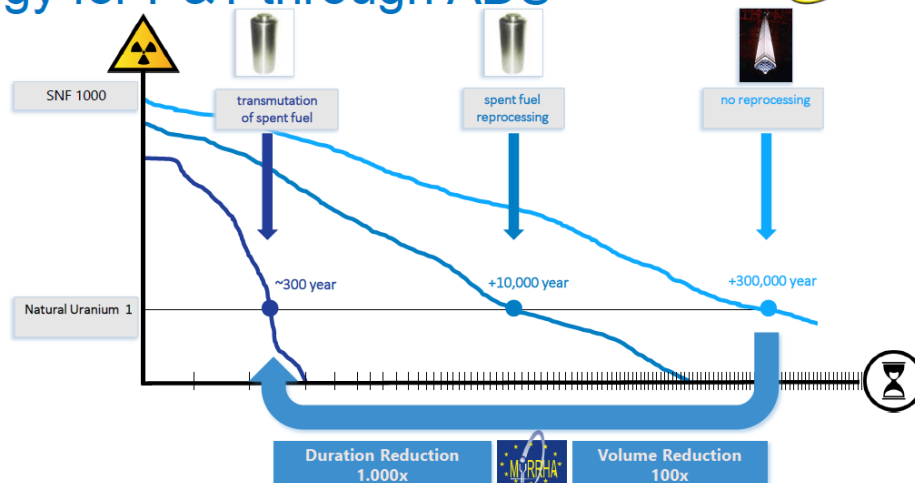 SNF 1000
transmutation
of spent fuel
spent fuel
reprocessing
no reprocessing
~300 year
+10,000 year
+300,000 year
Natural Uranium 1
Duration Reduction
1.000x
MYRRHA
Volume Reduction
100x